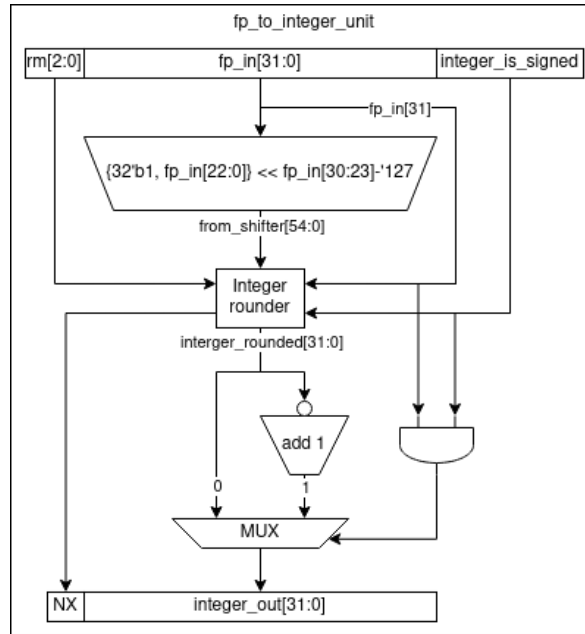 fp_to_integer_unit
rm[2:0] fp_in[31:0] integer_is_signed
fp_in[31]
{32'b1, fp_in[22:0]} << fp_in[30:23]-'127
from_shifter[54:0]
Integer
rounder
interger_rounded[31:0]
add 1
0 1
MUX
NX integer_out[31:0]